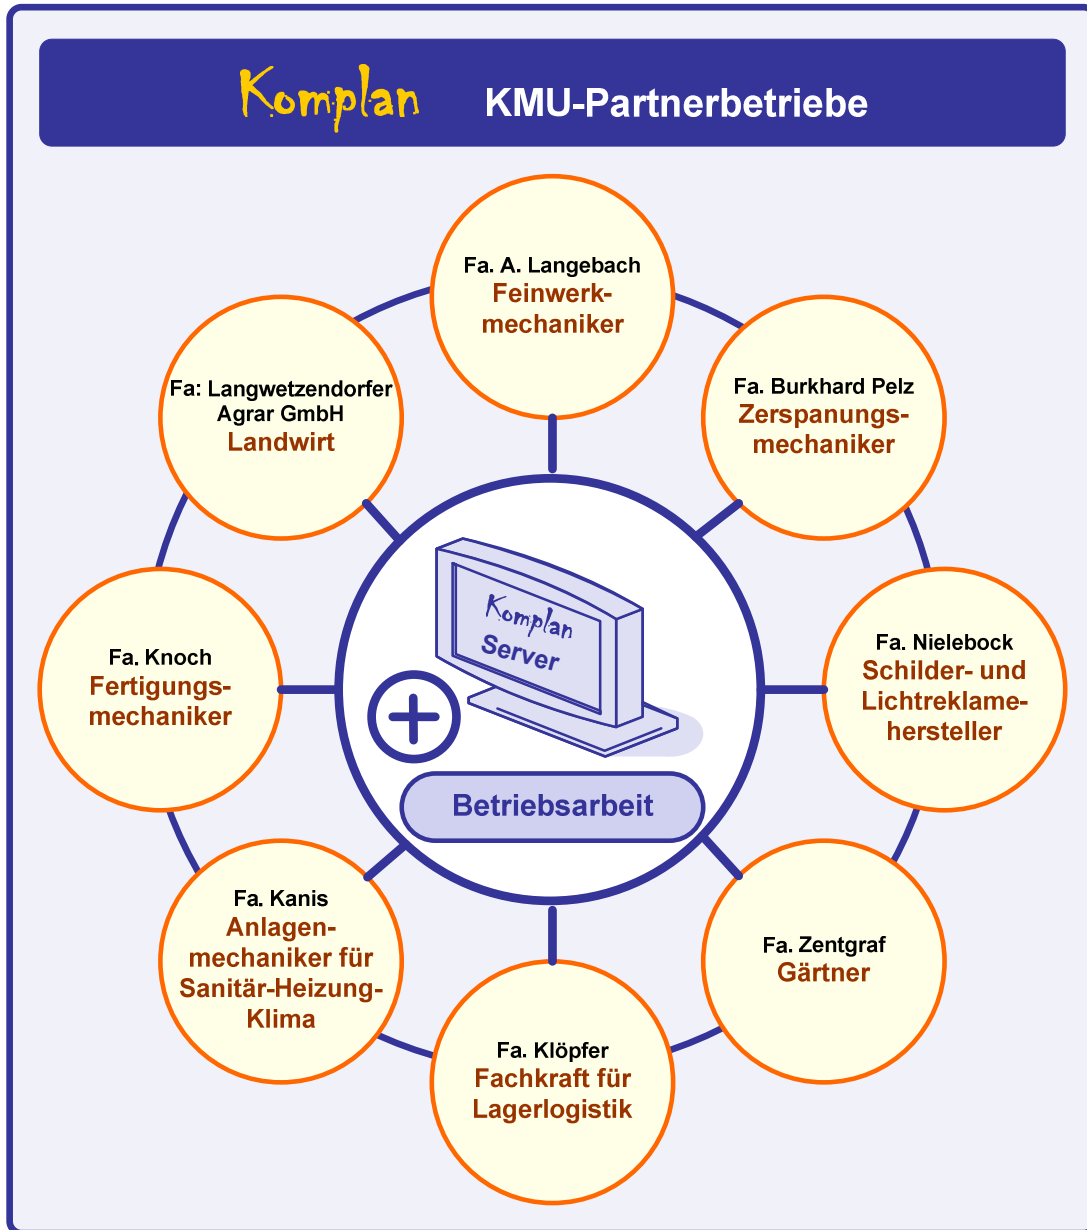 Komplan KMU-Partnerbetriebe
Fa. A. Langebach
Feinwerk-
mechaniker
Fa. Burkhard Pelz
Zerspanungs-
mechaniker
Fa. Nielebock
Schilder- und
Lichtreklame-
hersteller
Fa. Zentgraf
Gärtner
Fa. Klöpfer
Fachkraft für
Lagerlogistik
Fa. Kanis
Anlagen-
mechaniker für
Sanitär-Heizung-
Klima
Fa. Knoch
Fertigungs-
mechaniker
Fa: Langwetzendorfer
Agrar GmbH
Landwirt
Komplan
Server
Betriebsarbeit